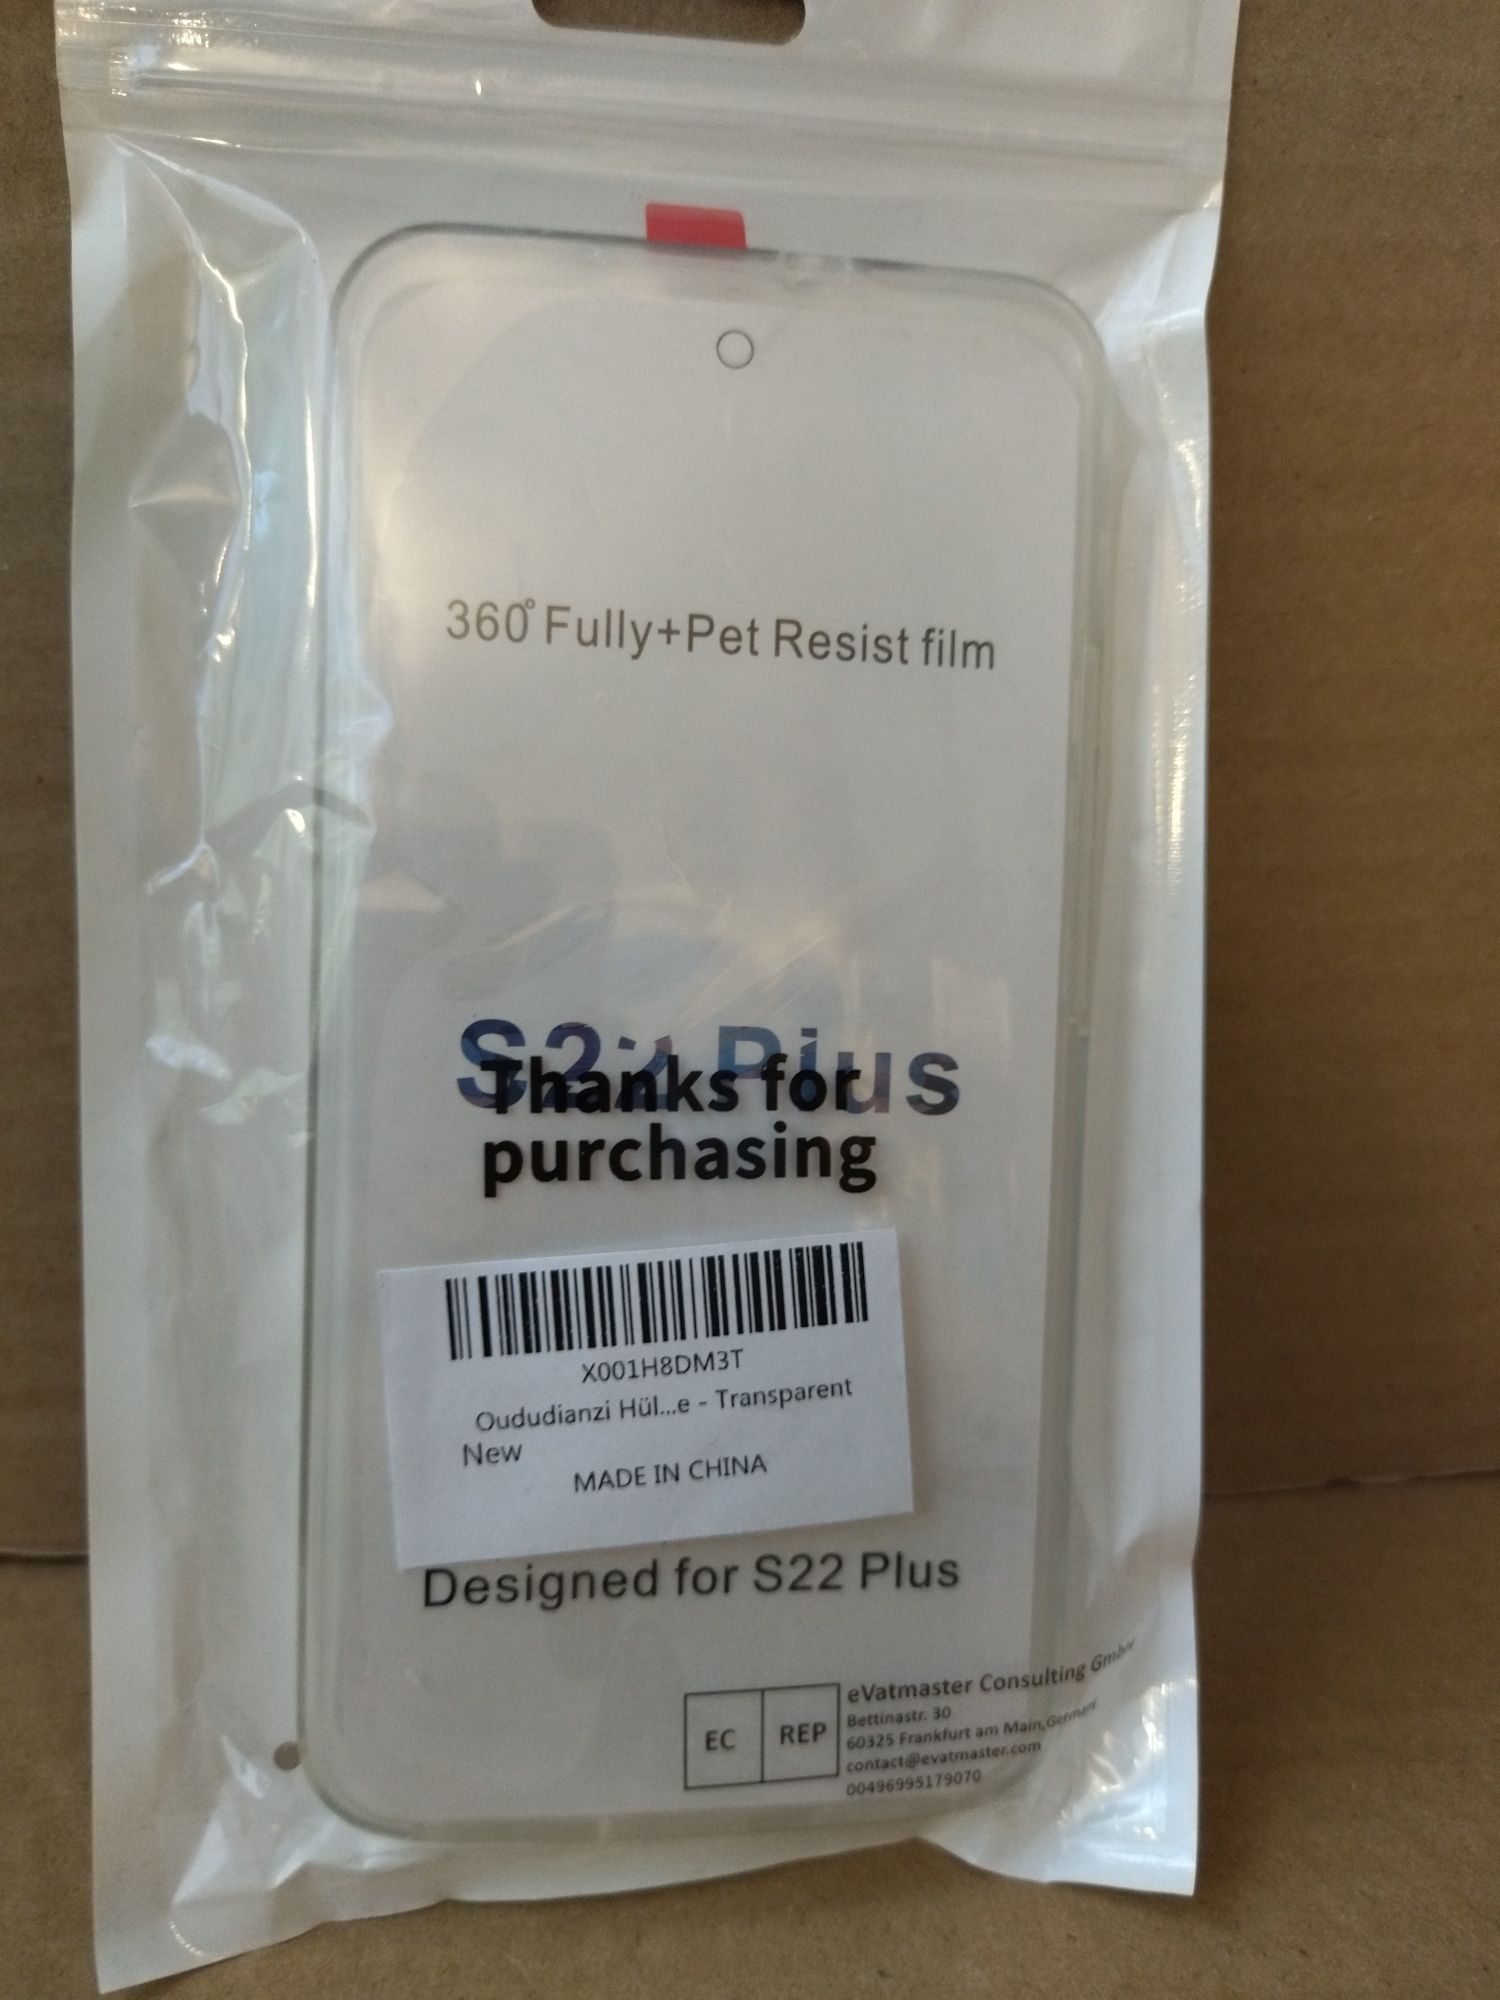 360° Fully+Pet Resist film
S22 Plus
Thanks for
purchasing
X001H8DM3T
Oududianzi Hül...e - Transparent
New
MADE IN CHINA
Designed for S22 Plus
EC REP
eVatmaster Consulting GmbH
Bettinastr. 30
60325 Frankfurt am Main,Germany
contact@evatmaster.com
00496995179070